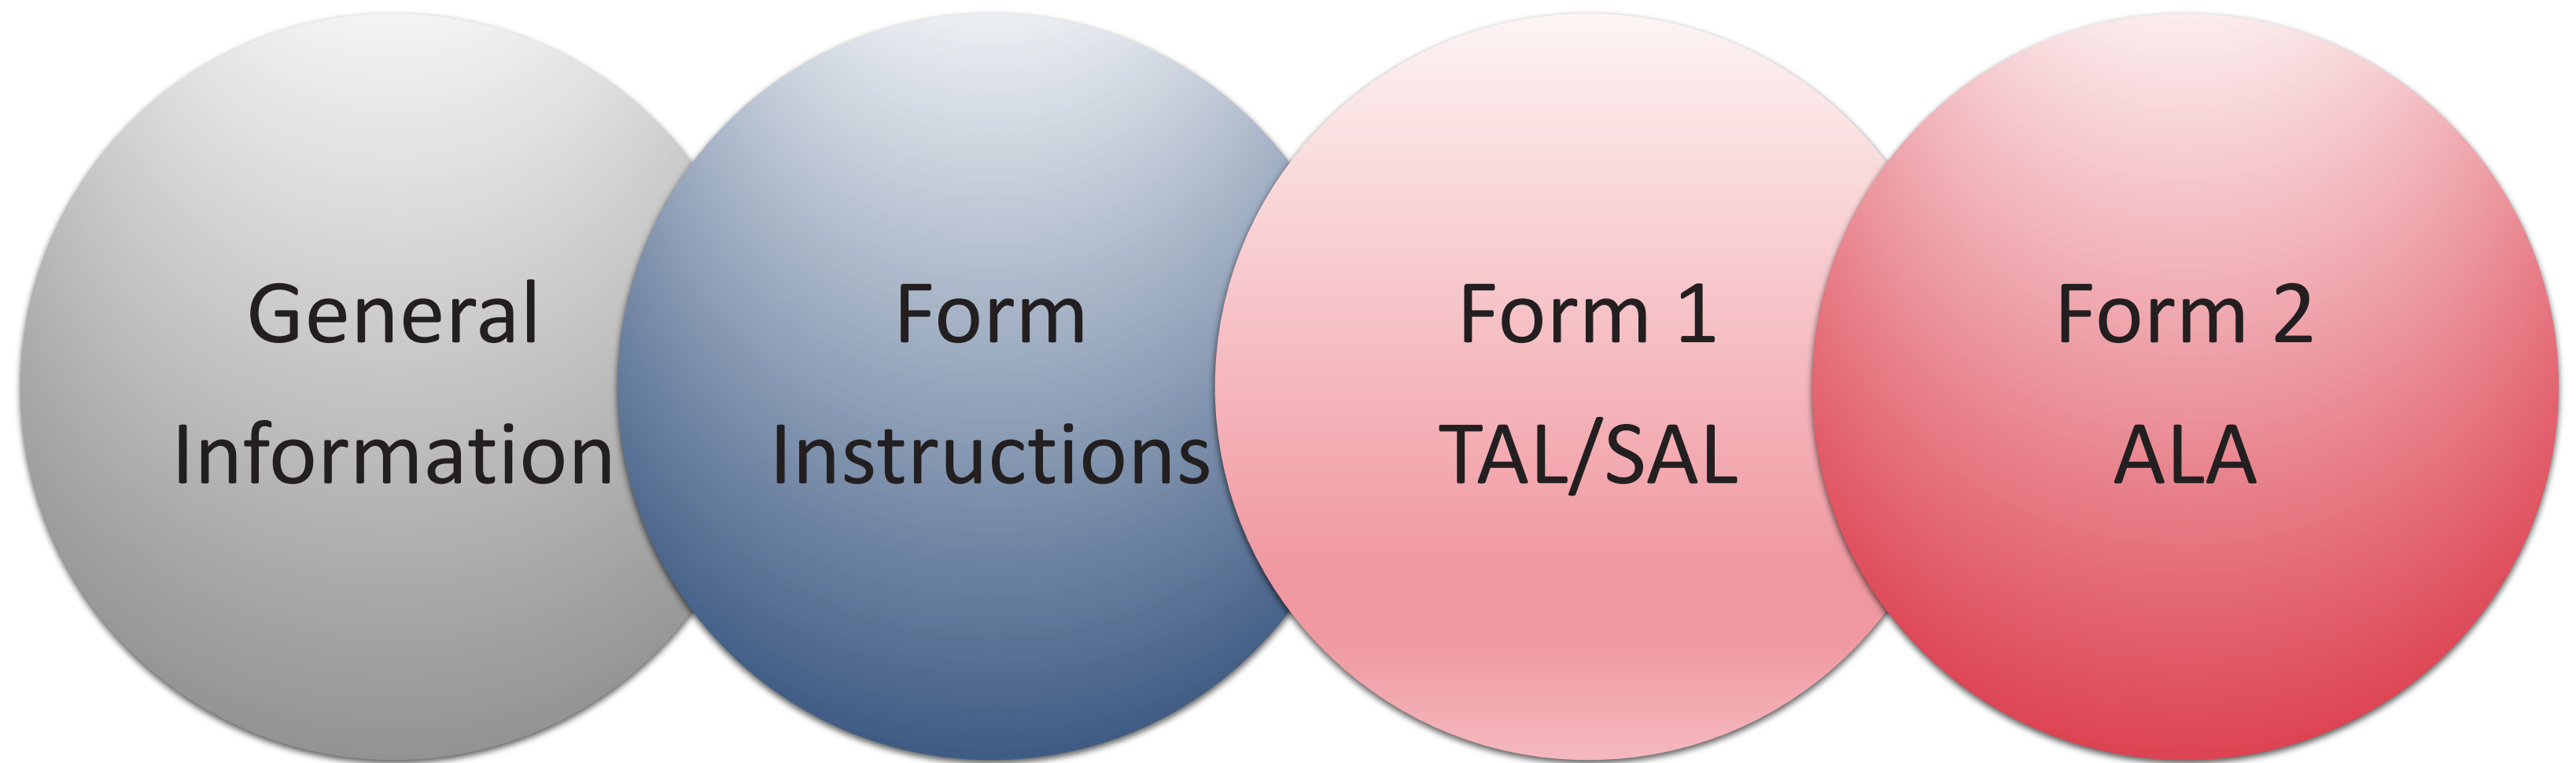 General
Information
Form
Instructions
Form 1
TAL/SAL
Form 2
ALA